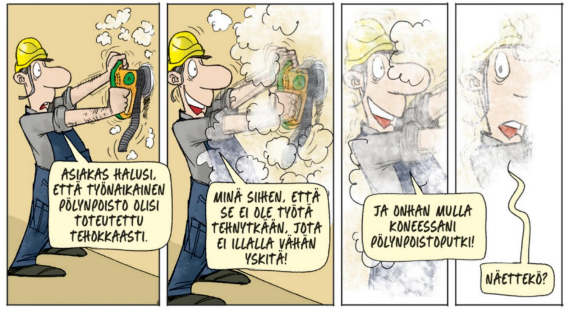 ASIAKAS HALUSI,
ETTÄ TYÖNAIKAINEN
PÖLYNPOISTO OLISI
TOTEUTETTU
TEHOKKAASTI.
MINÄ SIIHEN, ETTÄ
SE EI OLE TYÖTÄ
TEHNYTKÄÄN, JOTA
EI ILLALLA VÄHÄN
YSKITÄ!
JA ONHAN MULLA
KONEESSANI
PÖLYNPOISTOPUTKI!
NÄETTEKÖ?